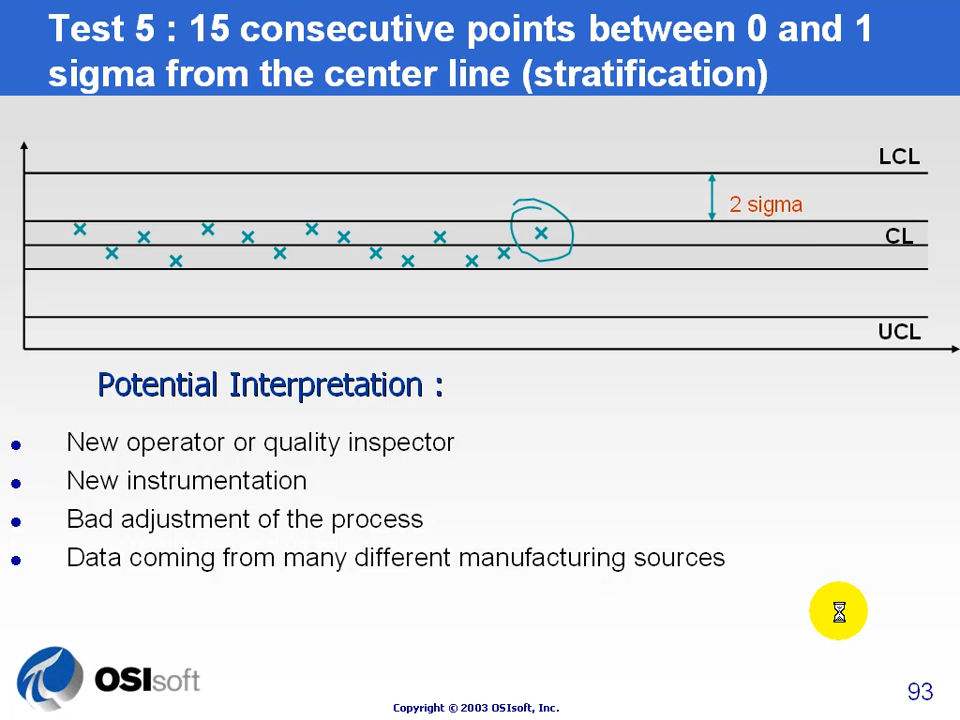 Test 5 : 15 consecutive points between 0 and 1
sigma from the center line (stratification)
LCL
2 sigma
CL
UCL
Potential Interpretation :
New operator or quality inspector
New instrumentation
Bad adjustment of the process
Data coming from many different manufacturing sources
OSIsoft
93
Copyright © 2003 OSIsoft, Inc.